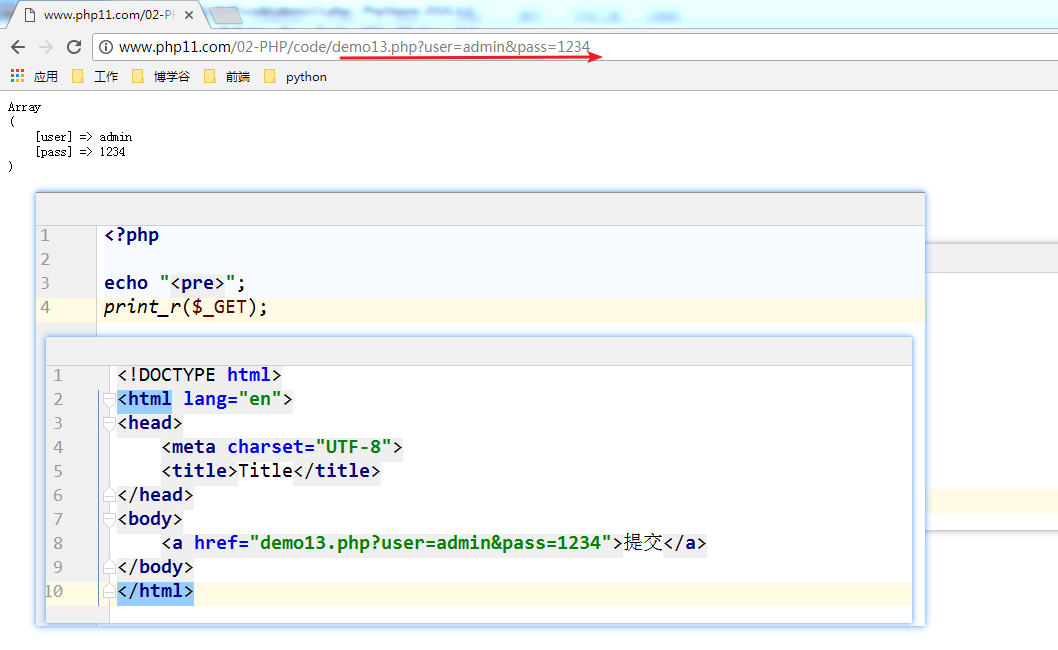 www.php11.com/02-PH
www.php11.com/02-PHP/code/demo13.php?user=admin&pass=1234
应用 工作 博学谷 前端 python
Array
(
    [user] => admin
    [pass] => 1234
)
1 <?php
2
3 echo "<pre>";
4 print_r($_GET);
1 <!DOCTYPE html>
2 <html lang="en">
3 <head>
4     <meta charset="UTF-8">
5     <title>Title</title>
6 </head>
7 <body>
8     <a href="demo13.php?user=admin&pass=1234">提交</a>
9 </body>
10 </html>